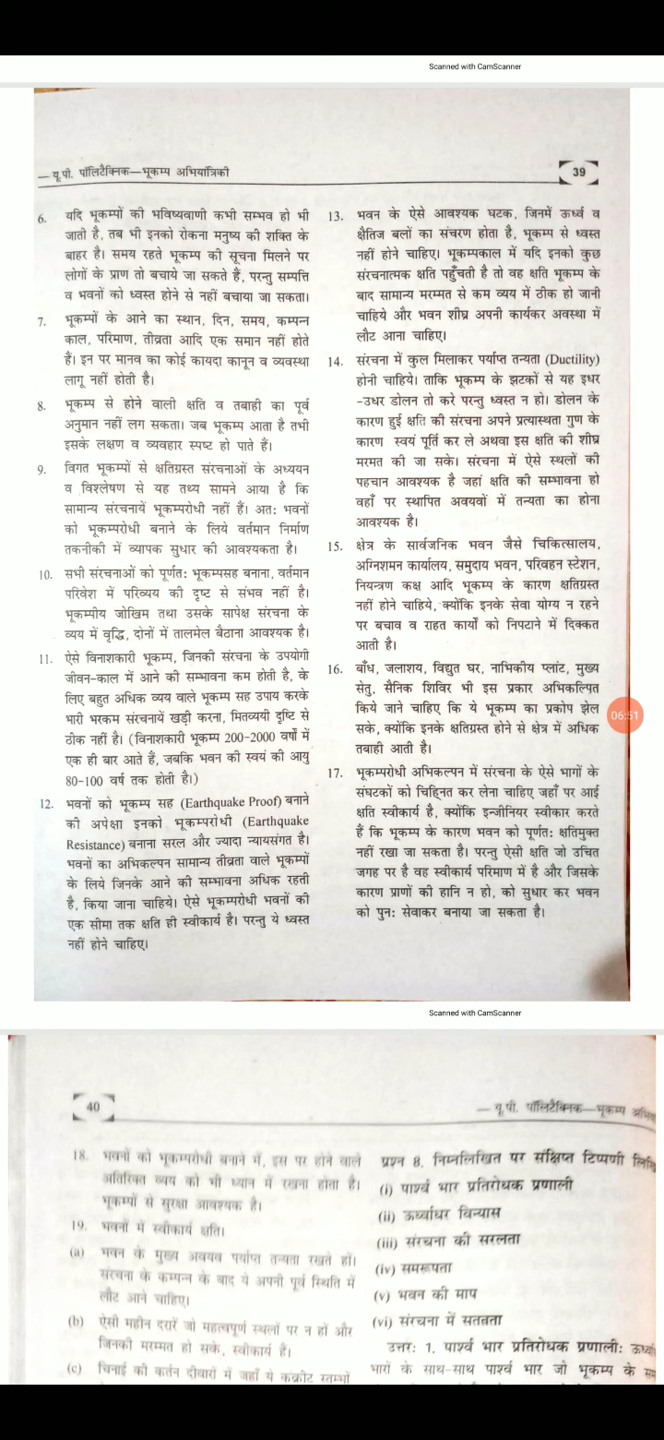 Scanned with CamScanner
— यू.पी. पॉलिटैक्निक—भूकम्प अभियांत्रिकी
39
6. यदि भूकम्पों की भविष्यवाणी कभी सम्भव हो भी
जाती है, तब भी इनको रोकना मनुष्य की शक्ति के
बाहर है। समय रहते भूकम्प की सूचना मिलने पर
लोगों के प्राण तो बचाये जा सकते हैं, परन्तु सम्पत्ति
व भवनों को ध्वस्त होने से नहीं बचाया जा सकता।
7. भूकम्पों के आने का स्थान, दिन, समय, कम्पन
काल, परिमाण, तीव्रता आदि एक समान नहीं होते
हैं। इन पर मानव का कोई कायदा कानून व व्यवस्था
लागू नहीं होती है।
8. भूकम्प से होने वाली क्षति व तबाही का पूर्व
अनुमान नहीं लग सकता। जब भूकम्प आता है तभी
इसके लक्षण व व्यवहार स्पष्ट हो पाते हैं।
9. विगत भूकम्पों से क्षतिग्रस्त संरचनाओं के अध्ययन
व विश्लेषण से यह तथ्य सामने आया है कि
सामान्य संरचनायें भूकम्परोधी नहीं हैं। अतः भवनों
को भूकम्परोधी बनाने के लिये वर्तमान निर्माण
तकनीकी में व्यापक सुधार की आवश्यकता है।
10. सभी संरचनाओं को पूर्णतः भूकम्पसह बनाना, वर्तमान
परिवेश में परिव्यय की दृष्ट से संभव नहीं है।
भूकम्पीय जोखिम तथा उसके सापेक्ष संरचना के
व्यय में वृद्धि, दोनों में तालमेल बैठाना आवश्यक है।
11. ऐसे विनाशकारी भूकम्प, जिनकी संरचना के उपयोगी
जीवन-काल में आने की सम्भावना कम होती है, के
लिए बहुत अधिक व्यय वाले भूकम्प सह उपाय करके
भारी भरकम संरचनायें खड़ी करना, मितव्ययी दृष्टि से
ठीक नहीं है। (विनाशकारी भूकम्प 200-2000 वर्षों में
एक ही बार आते हैं, जबकि भवन की स्वयं की आयु
80-100 वर्ष तक होती है।)
12. भवनों को भूकम्प सह (Earthquake Proof) बनाने
की अपेक्षा इनको भूकम्परोधी (Earthquake
Resistance) बनाना सरल और ज्यादा न्यायसंगत है।
भवनों का अभिकल्पन सामान्य तीव्रता वाले भूकम्पों
के लिये जिनके आने की सम्भावना अधिक रहती
है, किया जाना चाहिये। ऐसे भूकम्परोधी भवनों की
एक सीमा तक क्षति ही स्वीकार्य है। परन्तु ये ध्वस्त
नहीं होने चाहिए।
13. भवन के ऐसे आवश्यक घटक, जिनमें ऊर्ध्व व
क्षैतिज बलों का संचरण होता है, भूकम्प से ध्वस्त
नहीं होने चाहिए। भूकम्पकाल में यदि इनको कुछ
संरचनात्मक क्षति पहुँचती है तो वह क्षति भूकम्प के
बाद सामान्य मरम्मत से कम व्यय में ठीक हो जानी
चाहिये और भवन शीघ्र अपनी कार्यकर अवस्था में
लौट आना चाहिए।
14. संरचना में कुल मिलाकर पर्याप्त तन्यता (Ductility)
होनी चाहिये। ताकि भूकम्प के झटकों से यह इधर
-उधर डोलन तो करे परन्तु ध्वस्त न हो। डोलन के
कारण हुई क्षति की संरचना अपने प्रत्यास्थता गुण के
कारण स्वयं पूर्ति कर ले अथवा इस क्षति की शीघ्र
मरमत की जा सके। संरचना में ऐसे स्थलों की
पहचान आवश्यक है जहां क्षति की सम्भावना हो
वहाँ पर स्थापित अवयवों में तन्यता का होना
आवश्यक है।
15. क्षेत्र के सार्वजनिक भवन जैसे चिकित्सालय,
अग्निशमन कार्यालय, समुदाय भवन, परिवहन स्टेशन,
नियन्त्रण कक्ष आदि भूकम्प के कारण क्षतिग्रस्त
नहीं होने चाहिये, क्योंकि इनके सेवा योग्य न रहने
पर बचाव व राहत कार्यों को निपटाने में दिक्कत
आती है।
16. बाँध, जलाशय, विद्युत घर, नाभिकीय प्लांट, मुख्य
सेतु, सैनिक शिविर भी इस प्रकार अभिकल्पित
किये जाने चाहिए कि ये भूकम्प का प्रकोप झेल
सके, क्योंकि इनके क्षतिग्रस्त होने से क्षेत्र में अधिक
तबाही आती है।
17. भूकम्परोधी अभिकल्पन में संरचना के ऐसे भागों के
संघटकों को चिह्नित कर लेना चाहिए जहाँ पर आई
क्षति स्वीकार्य है, क्योंकि इन्जीनियर स्वीकार करते
हैं कि भूकम्प के कारण भवन को पूर्णतः क्षतिमुक्त
नहीं रखा जा सकता है। परन्तु ऐसी क्षति जो उचित
जगह पर है वह स्वीकार्य परिमाण में है और जिसके
कारण प्राणों की हानि न हो, को सुधार कर भवन
को पुनः सेवाकर बनाया जा सकता है।
06:51
Scanned with CamScanner
40
— यू.पी. पॉलिटैक्निक—भूकम्प
18. भवनों को भूकम्परोधी बनाने में, इस पर होने वाले
अतिरिक्त व्यय को भी ध्यान में रखना होता है।
भूकम्पों से सुरक्षा आवश्यक है।
19. भवनों में स्वीकार्य क्षति।
(a) भवन के मुख्य अवयव पर्याप्त तन्यता रखते हों।
संरचना के कम्पन के बाद ये अपनी पूर्व स्थिति में
लौट आने चाहिए।
(b) ऐसी महीन दरारें जो महत्वपूर्ण स्थलों पर न हों और
जिनकी मरम्मत हो सके, स्वीकार्य है।
(c) चिनाई की कर्तन दीवारों में जहाँ ये कंक्रीट स्तम्भों
प्रश्न 8. निम्नलिखित पर संक्षिप्त टिप्पणी
(i) पार्श्व भार प्रतिरोधक प्रणाली
(ii) ऊर्ध्वाधर विन्यास
(iii) संरचना की सरलता
(iv) समरूपता
(v) भवन की माप
(vi) संरचना में सतत्रता
उत्तरः 1. पार्श्व भार प्रतिरोधक प्रणालीः
भारों के साथ-साथ पार्श्व भार जो भूकम्प के